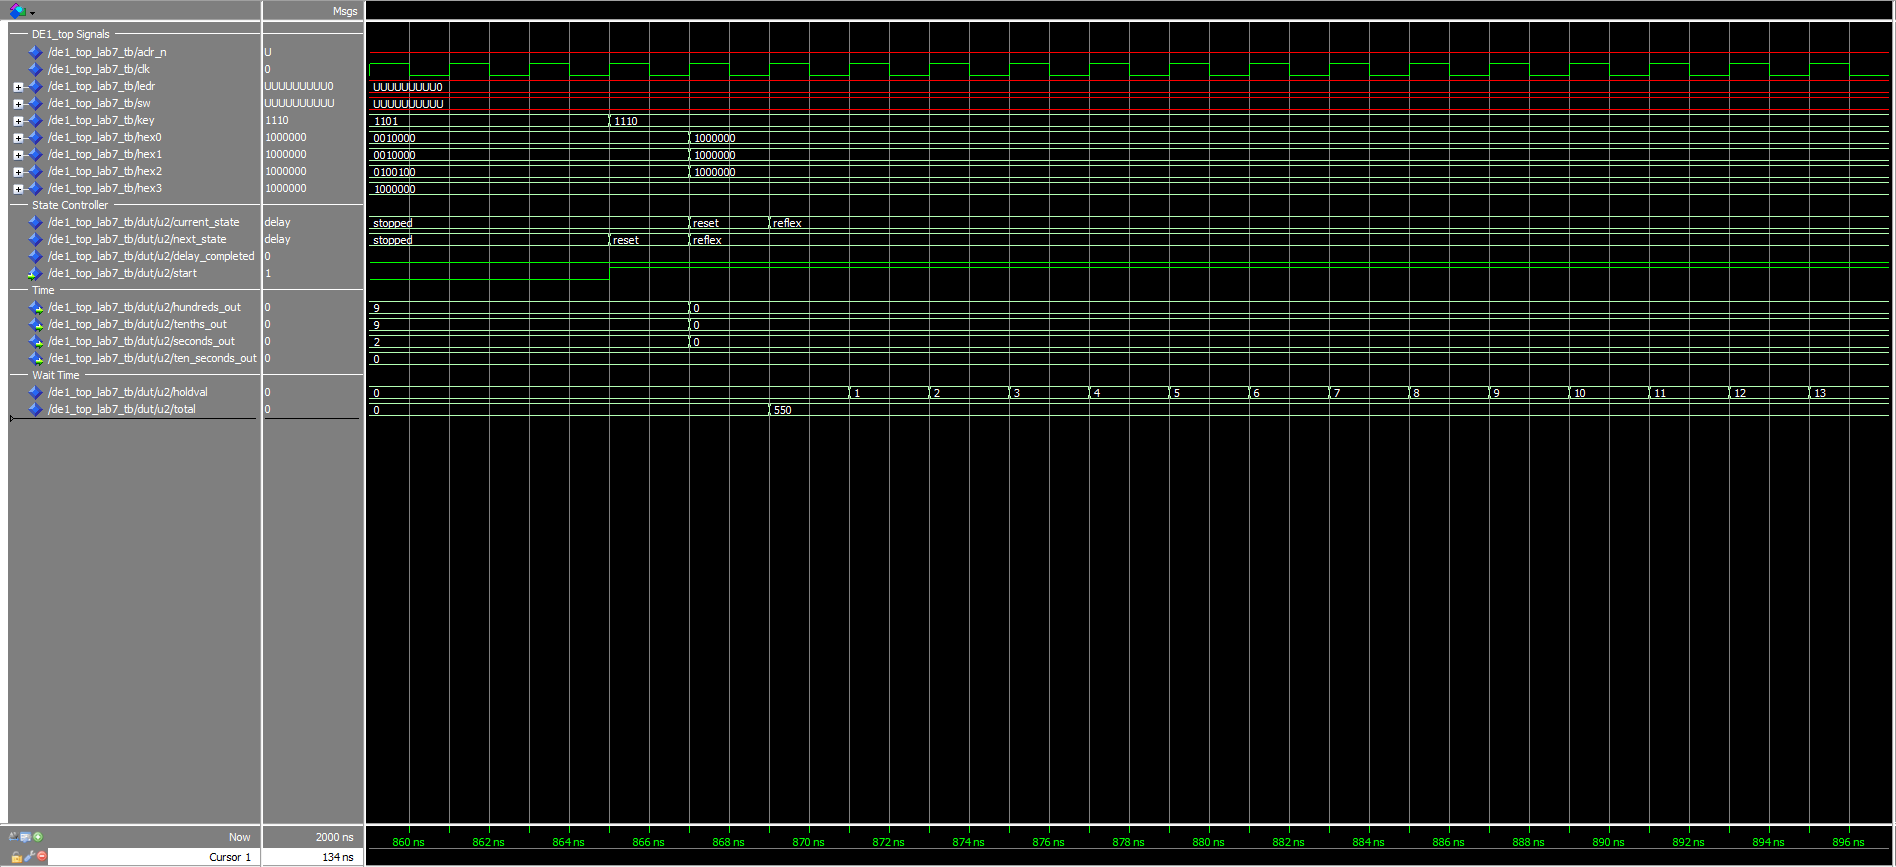 Msgs
DE1_top Signals
/de1_top_lab7_tb/aclr_n U
/de1_top_lab7_tb/clk 0
/de1_top_lab7_tb/ledr UUUUUUUUU0 UUUUUUUUU0
/de1_top_lab7_tb/sw UUUUUUUUUU UUUUUUUUUU
/de1_top_lab7_tb/key 1110 1101 1110
/de1_top_lab7_tb/hex0 1000000 0010000 1000000
/de1_top_lab7_tb/hex1 1000000 0010000 1000000
/de1_top_lab7_tb/hex2 1000000 0100100 1000000
/de1_top_lab7_tb/hex3 1000000 1000000
State Controller
/de1_top_lab7_tb/dut/u2/current_state delay stopped reset reflex
/de1_top_lab7_tb/dut/u2/next_state delay stopped reset reflex
/de1_top_lab7_tb/dut/u2/delay_completed 0
/de1_top_lab7_tb/dut/u2/start 1
Time
/de1_top_lab7_tb/dut/u2/hundreds_out 0 9 0
/de1_top_lab7_tb/dut/u2/tenths_out 0 9 0
/de1_top_lab7_tb/dut/u2/seconds_out 0 2 0
/de1_top_lab7_tb/dut/u2/ten_seconds_out 0 0
Wait Time
/de1_top_lab7_tb/dut/u2/holdval 0 0 1 2 3 4 5 6 7 8 9 10 11 12 13
/de1_top_lab7_tb/dut/u2/total 0 0 550
Now 2000 ns 860 ns 862 ns 864 ns 866 ns 868 ns 870 ns 872 ns 874 ns 876 ns 878 ns 880 ns 882 ns 884 ns 886 ns 888 ns 890 ns 892 ns 894 ns 896 ns
Cursor 1 134 ns